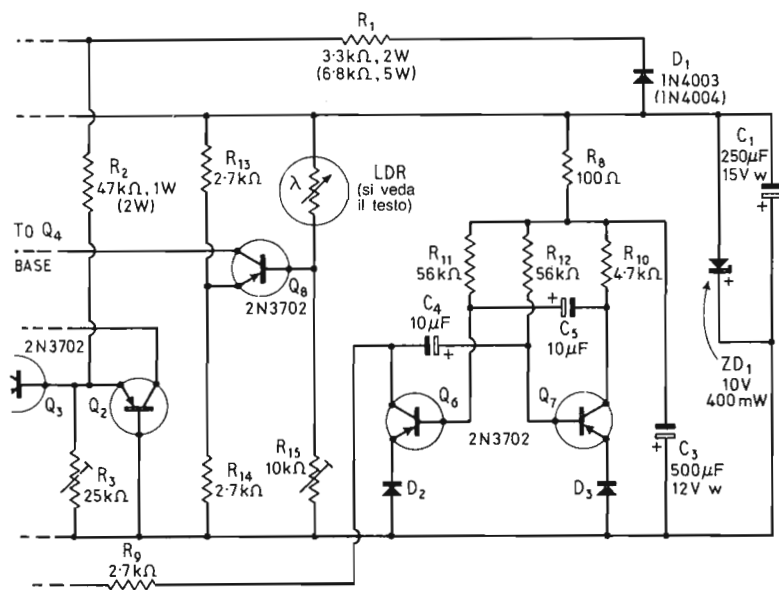 R1
3.3kΩ, 2W
(6.8kΩ, 5W)
D1
1N4003
(1N4004)
R2
47kΩ, 1W
(2W)
R13
2.7kΩ
LDR
(si veda
il testo)
λ
R8
100Ω
C1
250µF
15V w
+
TO Q4
BASE
Q8
2N3702
R11
56kΩ
R12
56kΩ
R10
4.7kΩ
C4
10µF
+
+
C5
10µF
+
ZD1
10V
400mW
2N3702
Q3
Q2
Q6
Q7
2N3702
R3
25kΩ
R14
2.7kΩ
R15
10kΩ
D2
D3
+
C3
500µF
12V w
R9
2.7kΩ